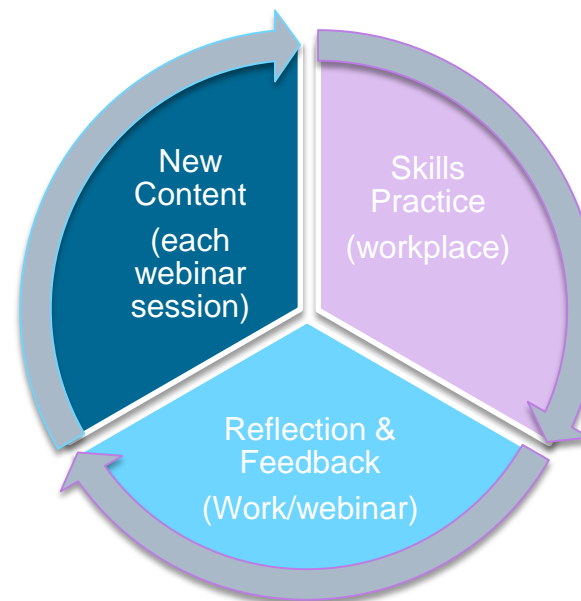 New
Content
(each
webinar
session)
Skills
Practice
(workplace)
Reflection &
Feedback
(Work/webinar)